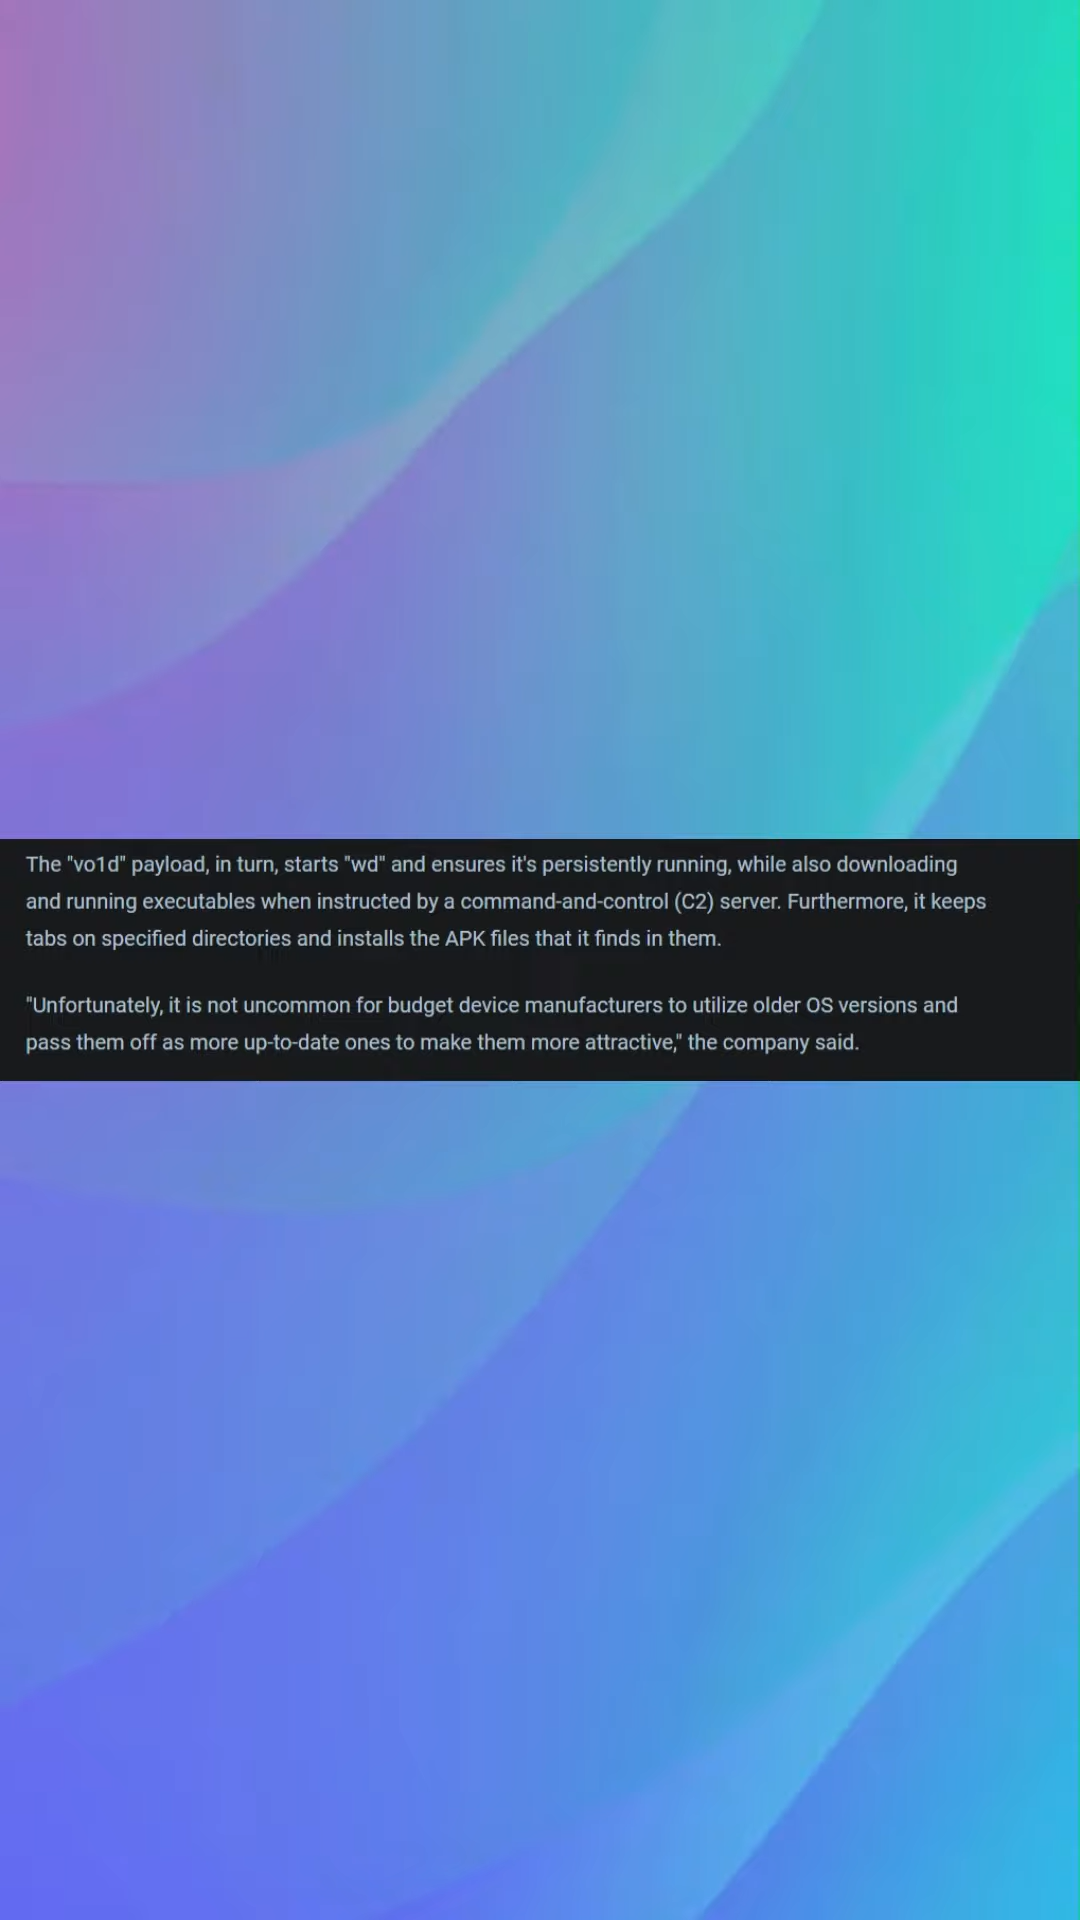 The "vo1d" payload, in turn, starts "wd" and ensures it's persistently running, while also downloading
and running executables when instructed by a command-and-control (C2) server. Furthermore, it keeps
tabs on specified directories and installs the APK files that it finds in them.
"Unfortunately, it is not uncommon for budget device manufacturers to utilize older OS versions and
pass them off as more up-to-date ones to make them more attractive," the company said.